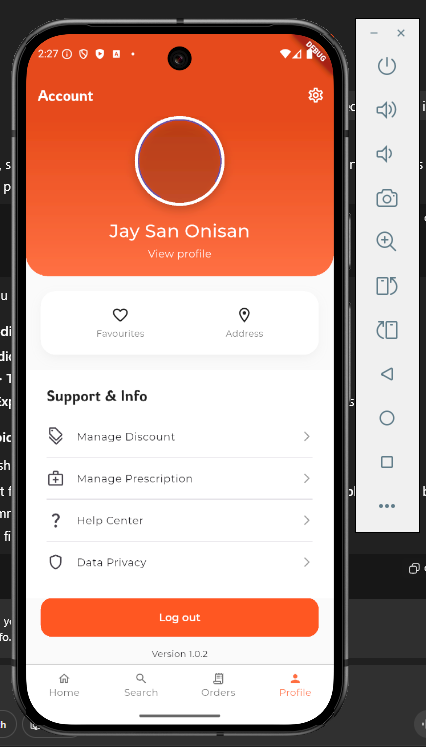 2:27
DEBUG
Account
Jay San Onisan
View profile
Favourites
Address
Support & Info
Manage Discount
Manage Prescription
Help Center
Data Privacy
Log out
Version 1.0.2
Home
Search
Orders
Profile